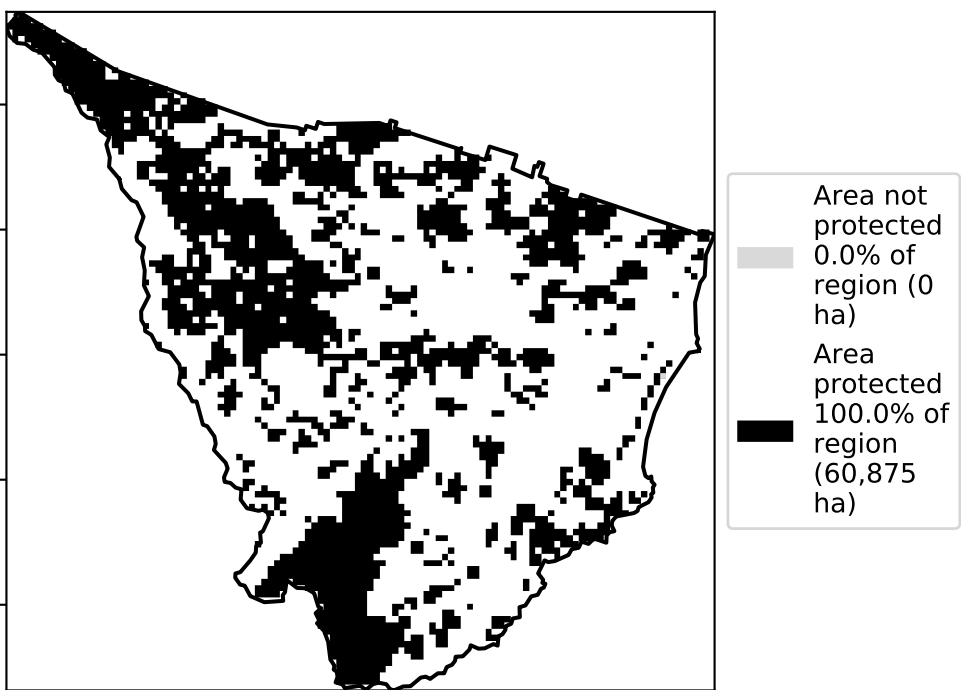 Area not
protected
0.0% of
region (0
ha)
Area
protected
100.0% of
region
(60,875
ha)